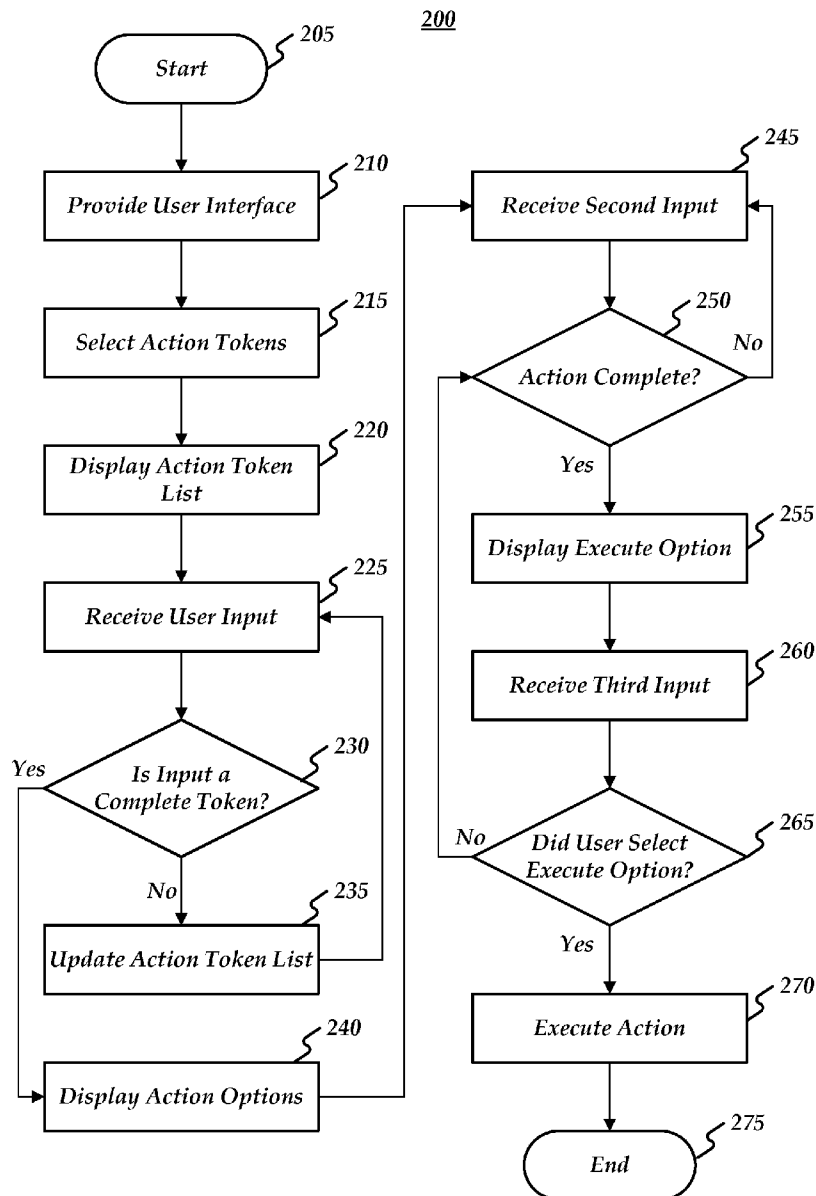 200
205
Start
210
Provide User Interface
215
Select Action Tokens
220
Display Action Token
List
225
Receive User Input
230
Yes
Is Input a
Complete Token?
No
235
Update Action Token List
240
Display Action Options
245
Receive Second Input
250
No
Action Complete?
Yes
255
Display Execute Option
260
Receive Third Input
265
No
Did User Select
Execute Option?
Yes
270
Execute Action
275
End